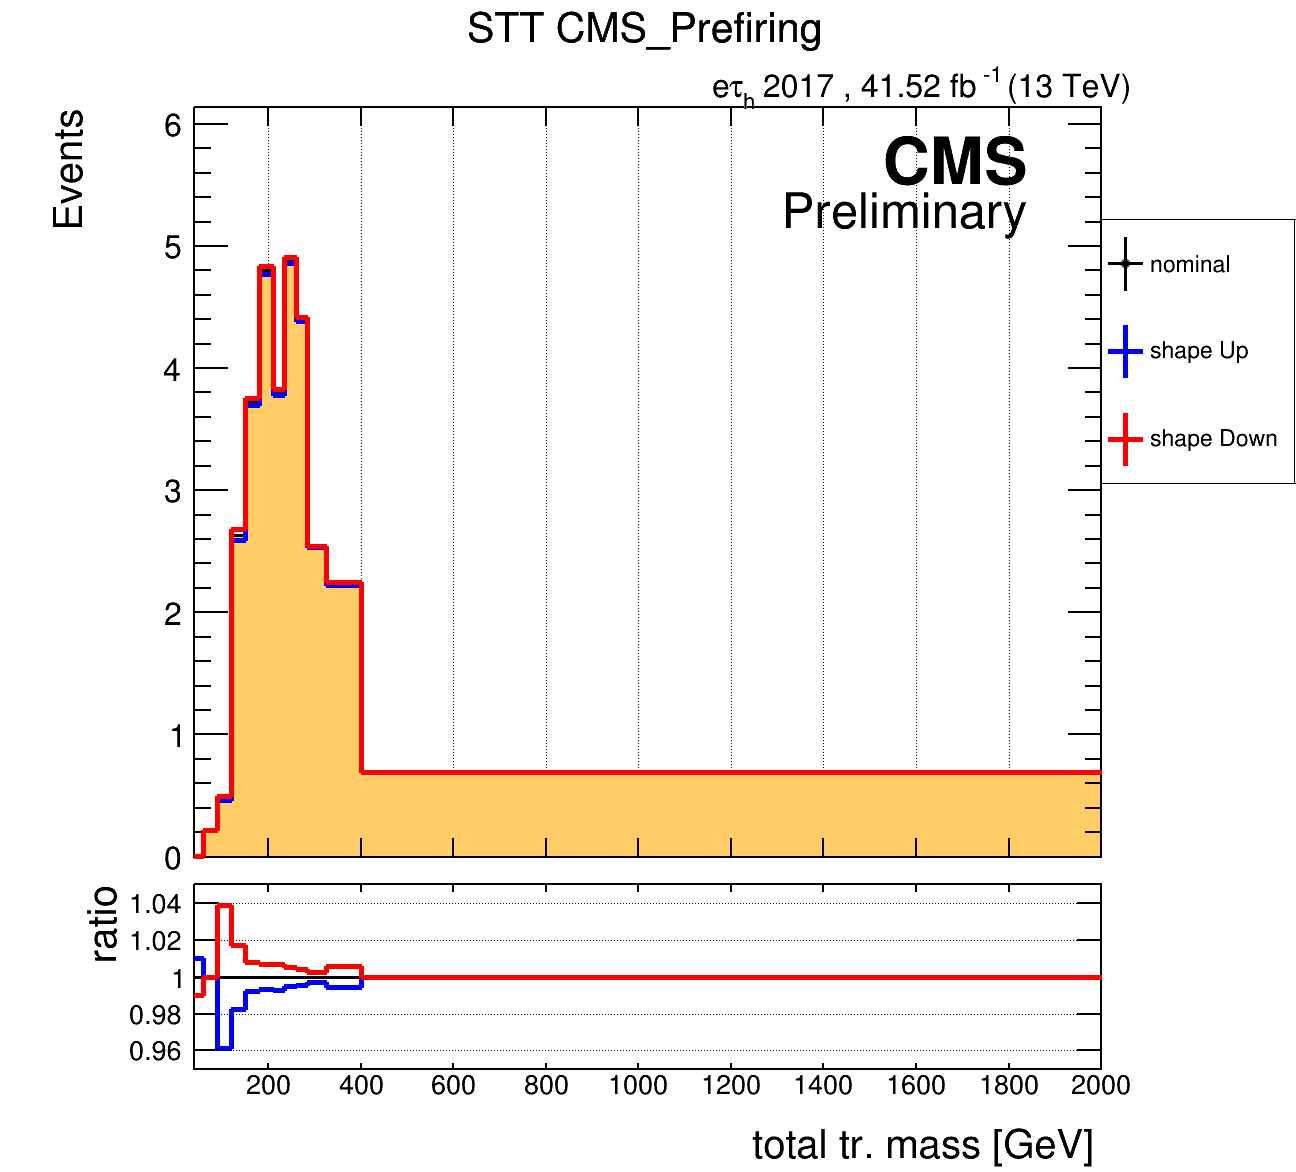 STT CMS_Prefiring
eτh 2017 , 41.52 fb -1 (13 TeV)
Events
6
5
4
3
2
1
0
CMS
Preliminary
nominal
shape Up
shape Down
ratio
1.04
1.02
1
0.98
0.96
200 400 600 800 1000 1200 1400 1600 1800 2000
total tr. mass [GeV]